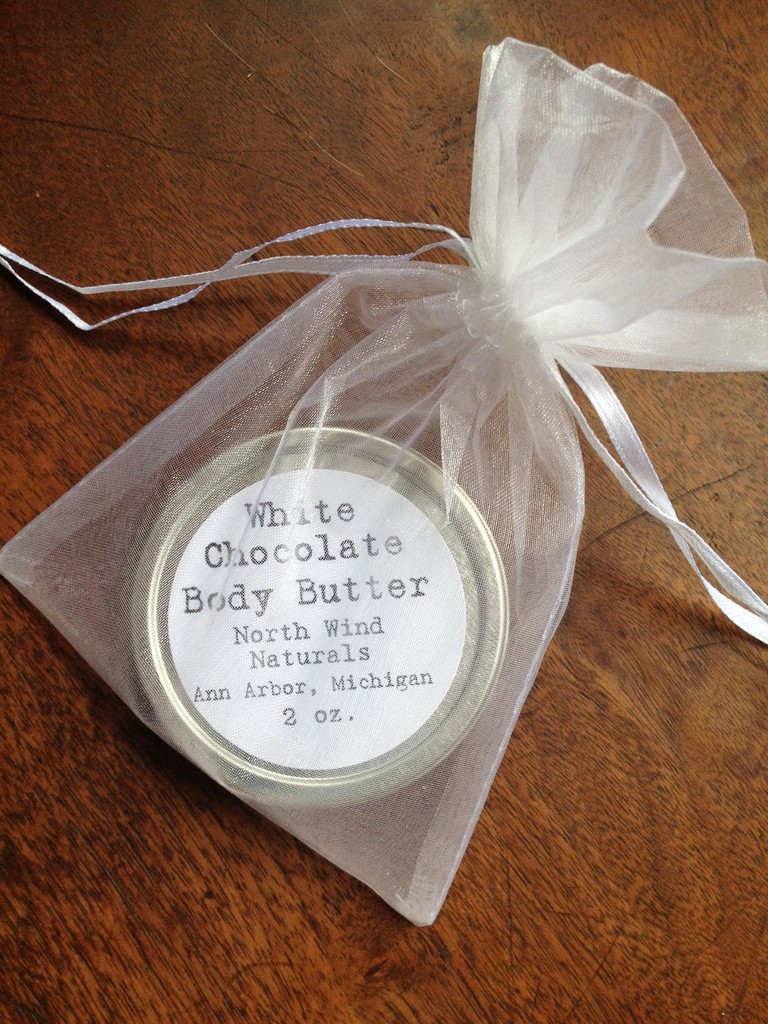 White
Chocolate
Body Butter
North Wind
Naturals
Ann Arbor, Michigan
2 oz.